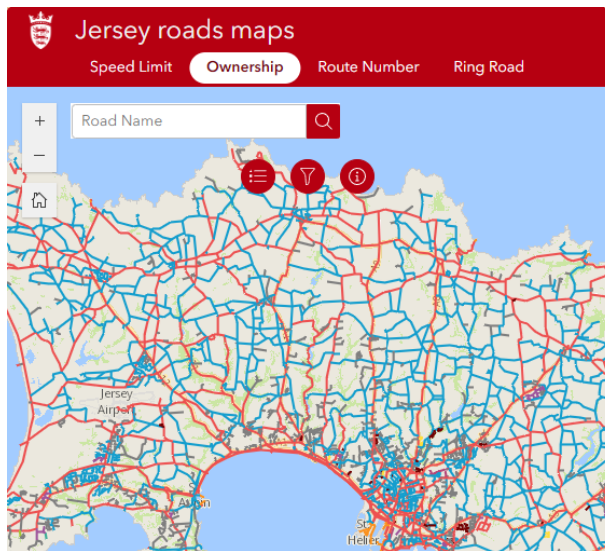 Jersey roads maps
Speed Limit Ownership Route Number Ring Road
+
Road Name
−
Jersey
Airport
St
Aubin
St
Helier